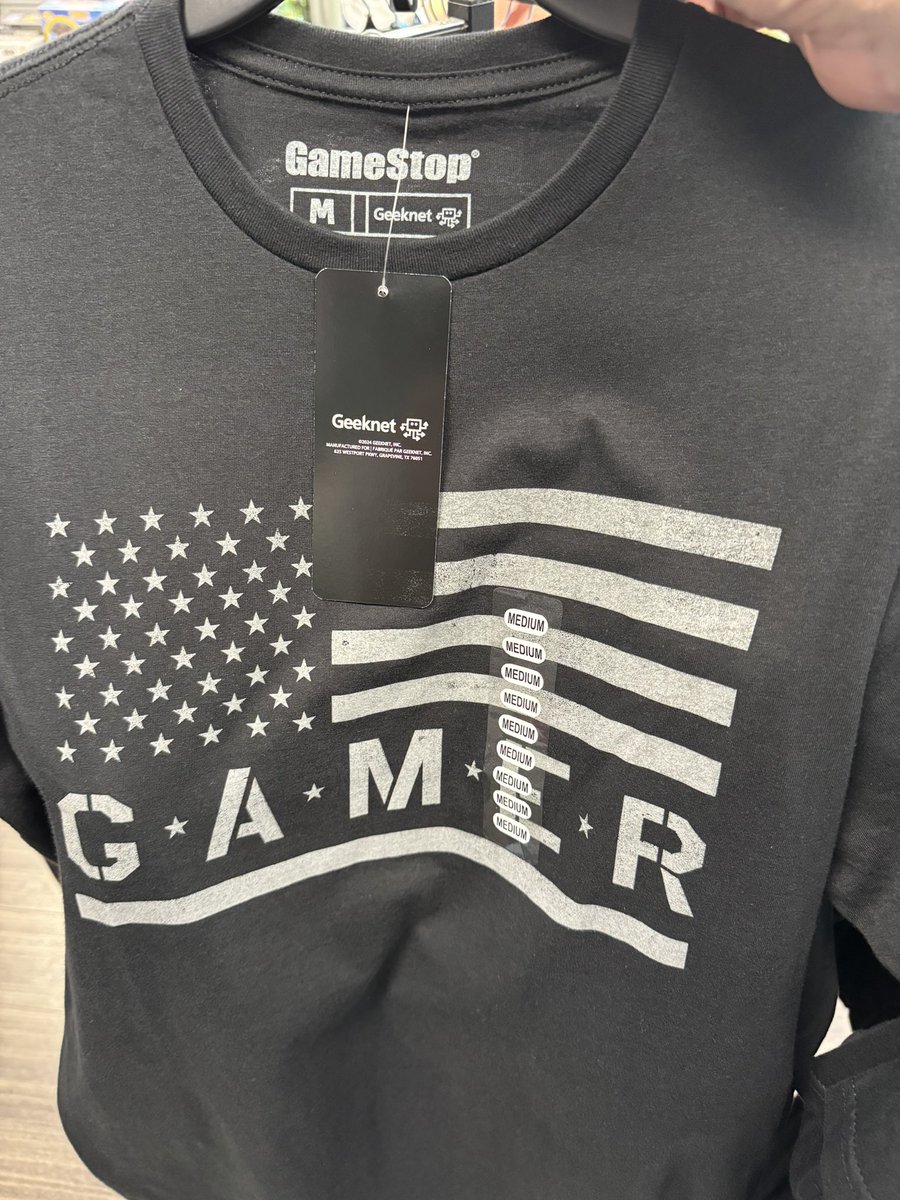 GameStop®
M Geeknet
Geeknet
©2024 GEEKNET, INC.
MANUFACTURED FOR | FABRIQUÉ PAR GEEKNET, INC.
625 WESTPORT PKWY, GRAPEVINE, TX 76051
MEDIUM
MEDIUM
MEDIUM
MEDIUM
MEDIUM
MEDIUM
MEDIUM
MEDIUM
MEDIUM
G★A★M★E★R